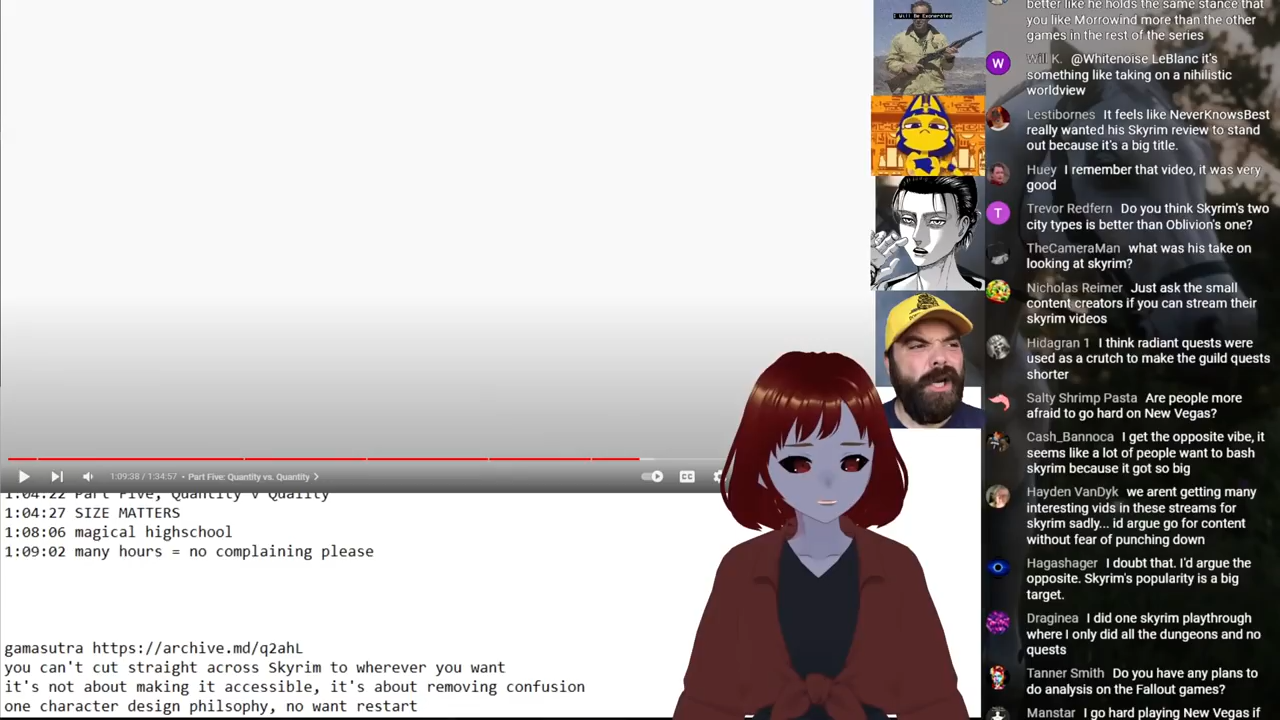 I Will Be Exonerated
better like he holds the same stance that
you like Morrowind more than the other
games in the rest of the series
W
Will K. @Whitenoise LeBlanc it's
something like taking on a nihilistic
worldview
Lestibornes It feels like NeverKnowsBest
really wanted his Skyrim review to stand
out because it's a big title.
Huey I remember that video, it was very
good
T
Trevor Redfern Do you think Skyrim's two
city types is better than Oblivion's one?
TheCameraMan what was his take on
looking at skyrim?
Nicholas Reimer Just ask the small
content creators if you can stream their
skyrim videos
Hidagran 1 I think radiant quests were
used as a crutch to make the guild quests
shorter
Salty Shrimp Pasta Are people more
afraid to go hard on New Vegas?
Cash_Bannoca I get the opposite vibe, it
seems like a lot of people want to bash
skyrim because it got so big
Hayden VanDyk we arent getting many
interesting vids in these streams for
skyrim sadly... id argue go for content
without fear of punching down
Hagashager I doubt that. I'd argue the
opposite. Skyrim's popularity is a big
target.
Draginea I did one skyrim playthrough
where I only did all the dungeons and no
quests
Tanner Smith Do you have any plans to
do analysis on the Fallout games?
Manstar I go hard playing New Vegas if
1:09:38 / 1:34:57 • Part Five: Quantity vs. Quantity
CC
1:04:22 Part Five, Quantity v Quality
1:04:27 SIZE MATTERS
1:08:06 magical highschool
1:09:02 many hours = no complaining please
gamasutra https://archive.md/q2ahL
you can't cut straight across Skyrim to wherever you want
it's not about making it accessible, it's about removing confusion
one character design philsophy, no want restart